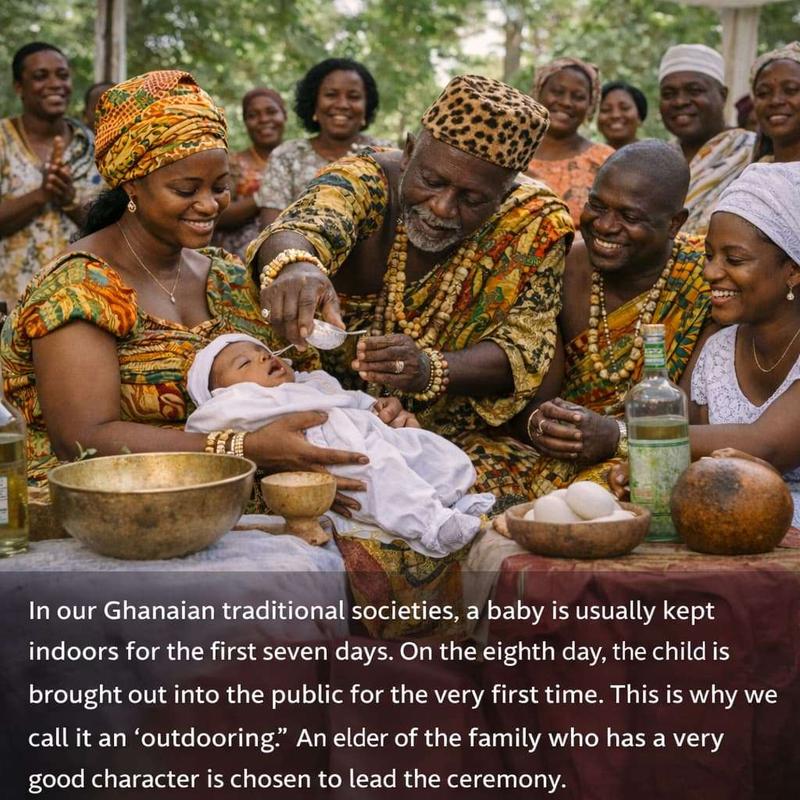 In our Ghanaian traditional societies, a baby is usually kept
indoors for the first seven days. On the eighth day, the child is
brought out into the public for the very first time. This is why we
call it an ‘outdooring.” An elder of the family who has a very
good character is chosen to lead the ceremony.